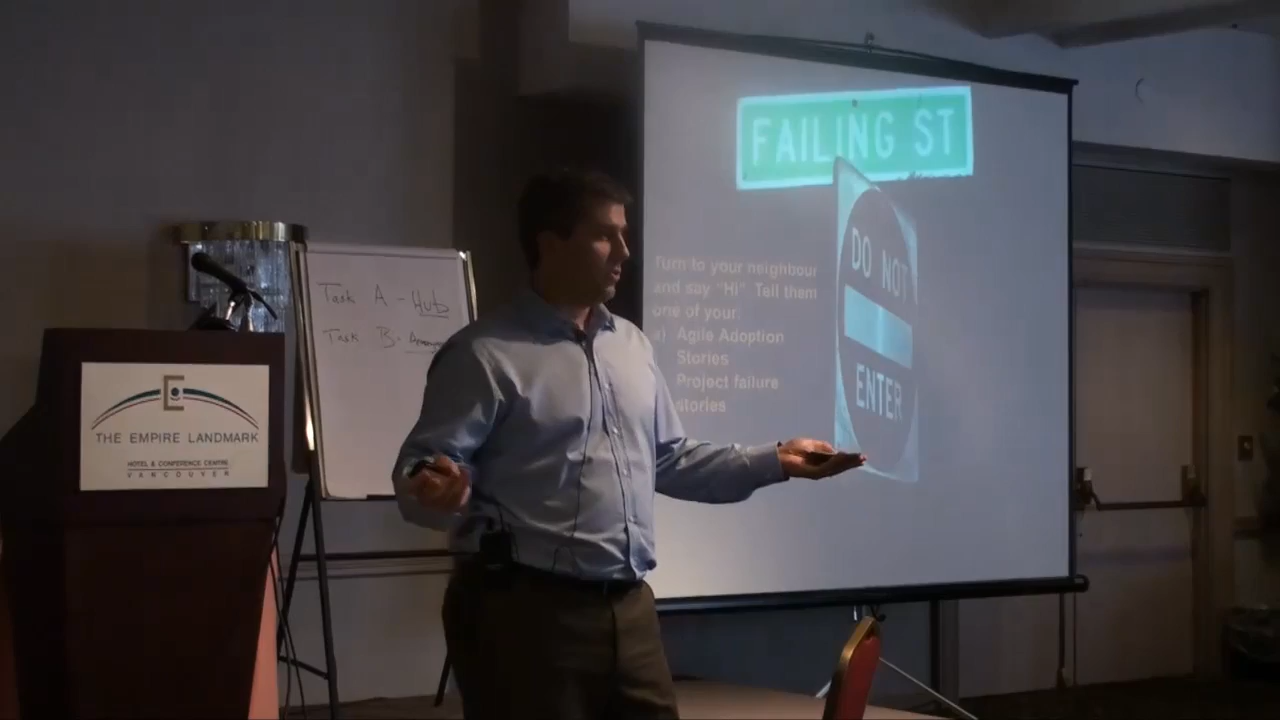 FAILING ST
DO NOT
ENTER
Turn to your neighbour
and say "Hi" Tell them
one of your:
a) Agile Adoption
Stories
Project failure
stories
Task A - Hub
Task B -
THE EMPIRE LANDMARK
HOTEL & CONFERENCE CENTRE
VANCOUVER